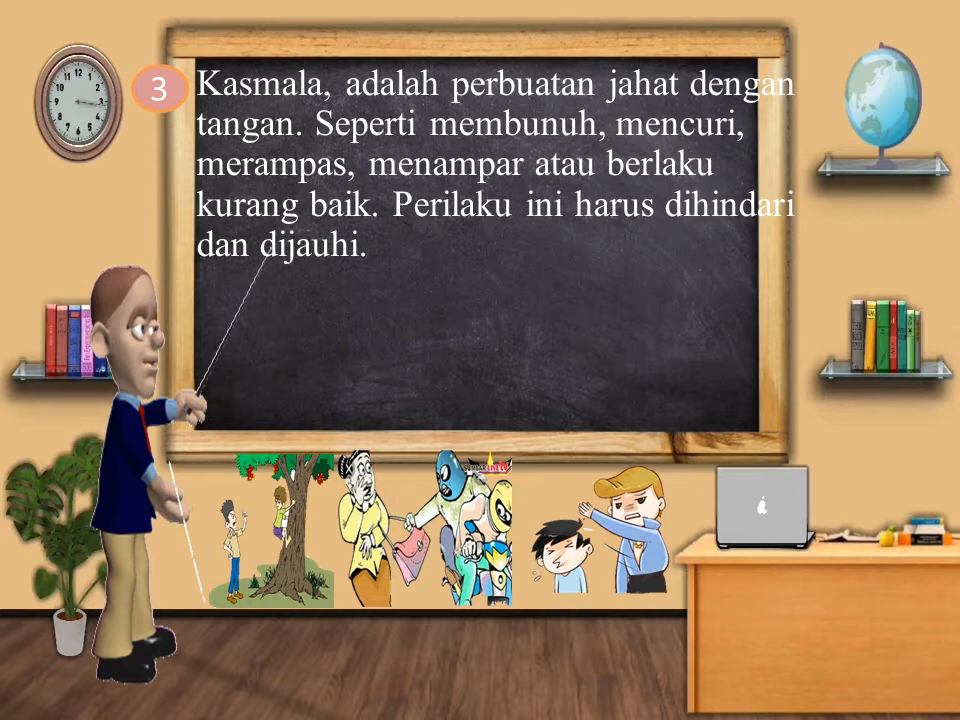 3
Kasmala, adalah perbuatan jahat dengan
tangan. Seperti membunuh, mencuri,
merampas, menampar atau berlaku
kurang baik. Perilaku ini harus dihindari
dan dijauhi.